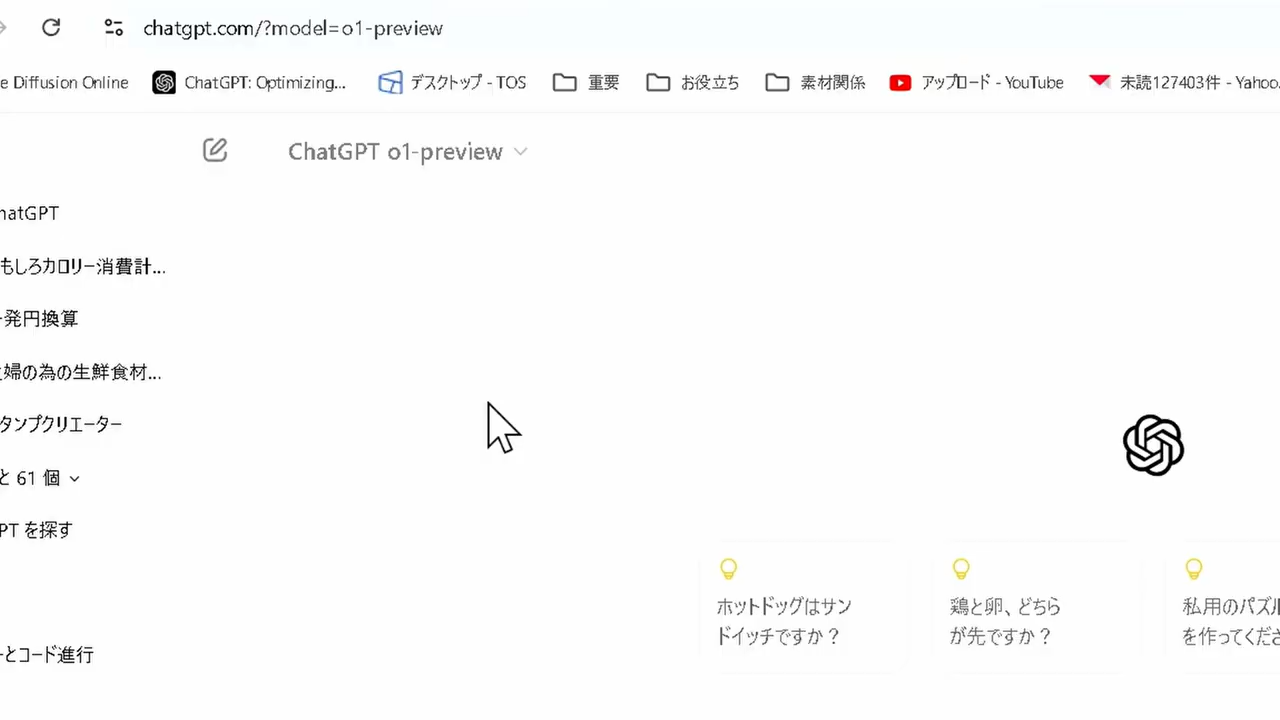 chatgpt.com/?model=o1-preview
e Diffusion Online
ChatGPT: Optimizing...
デスクトップ - TOS
重要
お役立ち
素材関係
アップロード - YouTube
未読127403件 - Yahoo.
ChatGPT o1-preview
hatGPT
もしろカロリー消費計...
発円換算
婦の為の生鮮食材...
タンプクリエーター
と 61 個
PT を探す
とコード進行
ホットドッグはサン
ドイッチですか？
鶏と卵、どちら
が先ですか？
私用のパズル
を作ってくださ